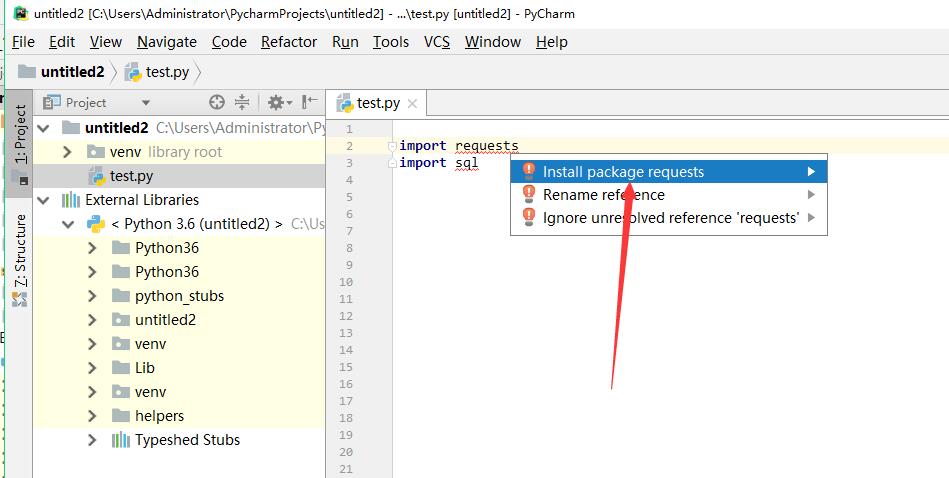 untitled2 [C:\Users\Administrator\PycharmProjects\untitled2] - ...\test.py [untitled2] - PyCharm
File Edit View Navigate Code Refactor Run Tools VCS Window Help
untitled2 test.py
1: Project
Z: Structure
Project
untitled2 C:\Users\Administrator\Py
venv library root
test.py
External Libraries
< Python 3.6 (untitled2) > C:\Us
Python36
Python36
python_stubs
untitled2
venv
Lib
venv
helpers
Typeshed Stubs
test.py
1
2 import requests
3 import sql
4
5
6
7
8
9
10
11
12
13
14
15
16
17
18
19
20
21
Install package requests
Rename reference
Ignore unresolved reference 'requests'